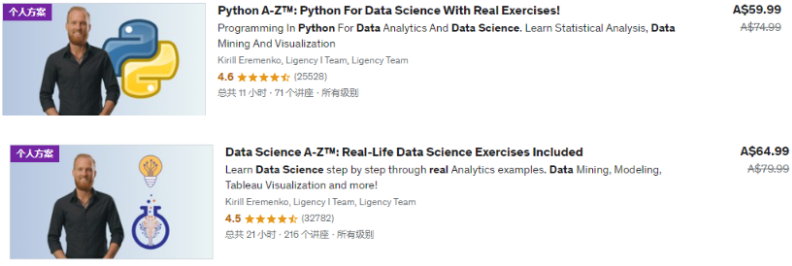 个人方案
Python A-Z™: Python For Data Science With Real Exercises!
A$59.99
Programming In Python For Data Analytics And Data Science. Learn Statistical Analysis, Data
A$74.99
Mining And Visualization
Kirill Eremenko, Ligency I Team, Ligency Team
4.6 (25528)
总共 11 小时 · 71 个讲座 · 所有级别
个人方案
Data Science A-Z™: Real-Life Data Science Exercises Included
A$64.99
Learn Data Science step by step through real Analytics examples. Data Mining, Modeling,
A$79.99
Tableau Visualization and more!
Kirill Eremenko, Ligency I Team, Ligency Team
4.5 (32782)
总共 21 小时 · 216 个讲座 · 所有级别